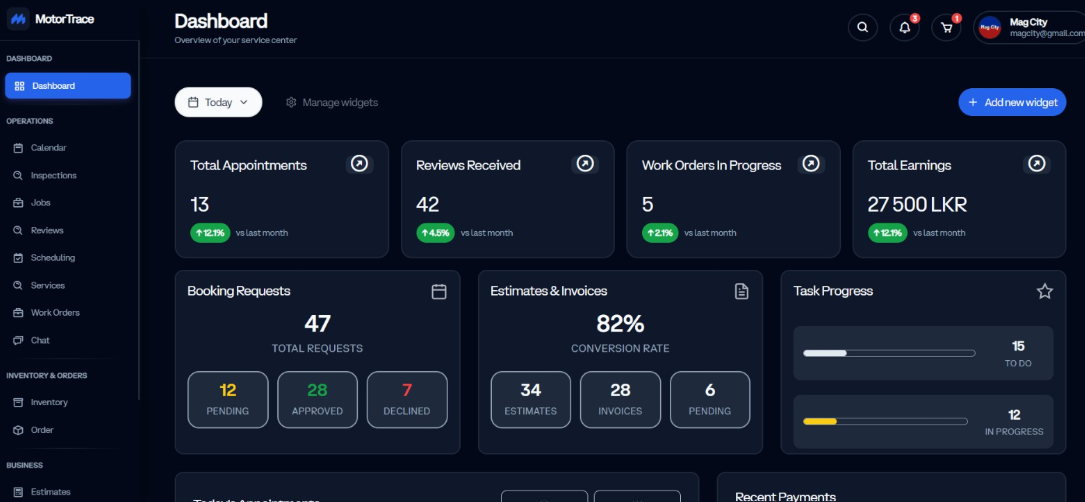 MotorTrace
DASHBOARD
Dashboard
OPERATIONS
Calendar
Inspections
Jobs
Reviews
Scheduling
Services
Work Orders
Chat
INVENTORY & ORDERS
Inventory
Order
BUSINESS
Estimates
Dashboard
Overview of your service center
3
1
Mag City
Mag City
magcity@gmail.com
Today
Manage widgets
+ Add new widget
Total Appointments
13
↑ 12.1% vs last month
Reviews Received
42
↑ 4.5% vs last month
Work Orders In Progress
5
↑ 2.1% vs last month
Total Earnings
27 500 LKR
↑ 12.1% vs last month
Booking Requests
47
TOTAL REQUESTS
12
PENDING
28
APPROVED
7
DECLINED
Estimates & Invoices
82%
CONVERSION RATE
34
ESTIMATES
28
INVOICES
6
PENDING
Task Progress
15
TO DO
12
IN PROGRESS
Today's Appointments
Recent Payments